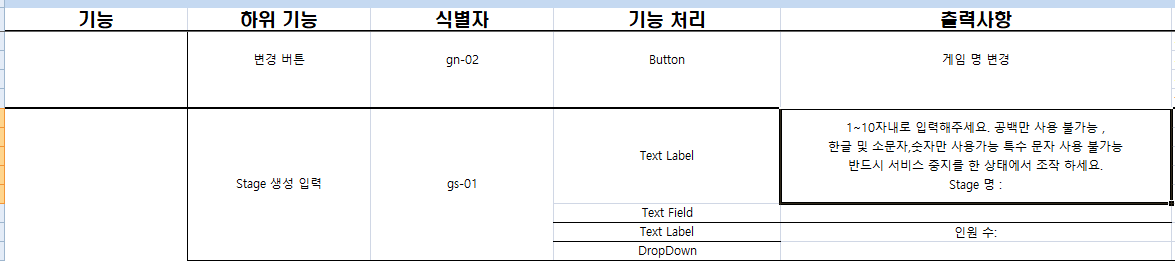 기능 하위 기능 식별자 기능 처리 출력사항
변경 버튼 gn-02 Button 게임 명 변경
Stage 생성 입력 gs-01 Text Label
1~10자내로 입력해주세요. 공백만 사용 불가능 ,
한글 및 소문자,숫자만 사용가능 특수 문자 사용 불가능
반드시 서비스 중지를 한 상태에서 조작 하세요.
Stage 명 :
Text Field
Text Label 인원 수:
DropDown